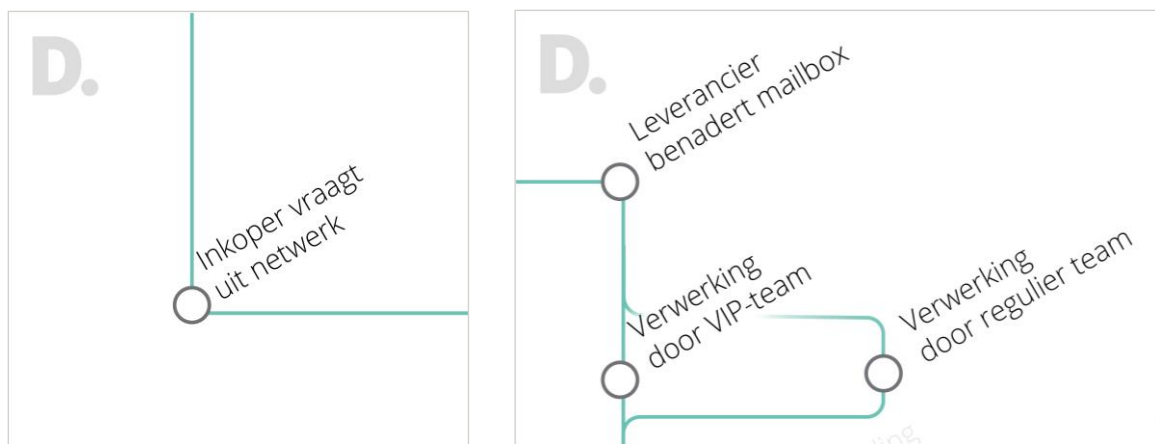 D.
Inkoper vraagt
uit netwerk
D.
Leverancier
benadert mailbox
Verwerking
door VIP-team
Verwerking
door regulier team